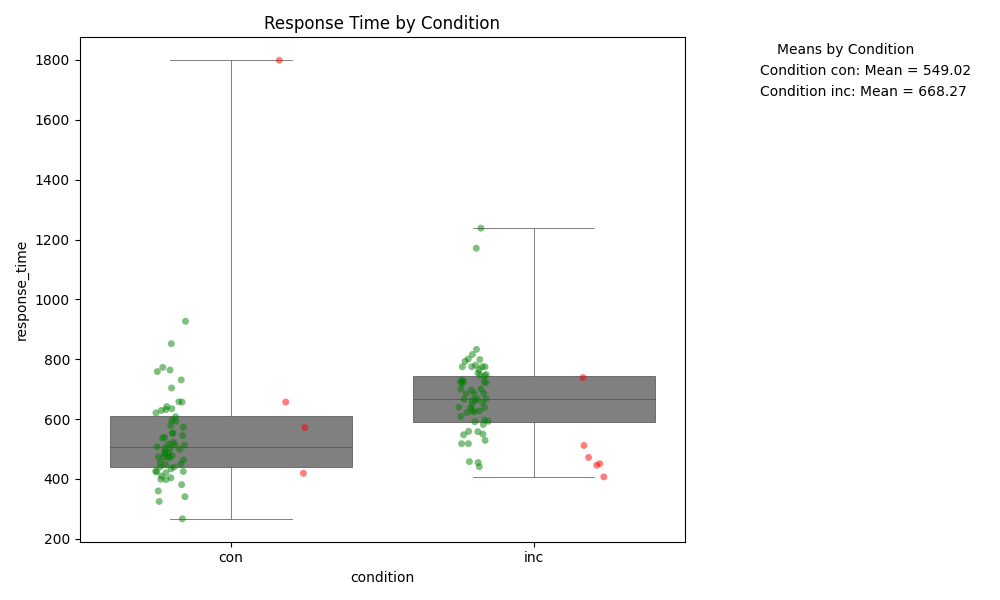 Response Time by Condition
Means by Condition
Condition con: Mean = 549.02
Condition inc: Mean = 668.27
response_time
1800
1600
1400
1200
1000
800
600
400
200
con
inc
condition